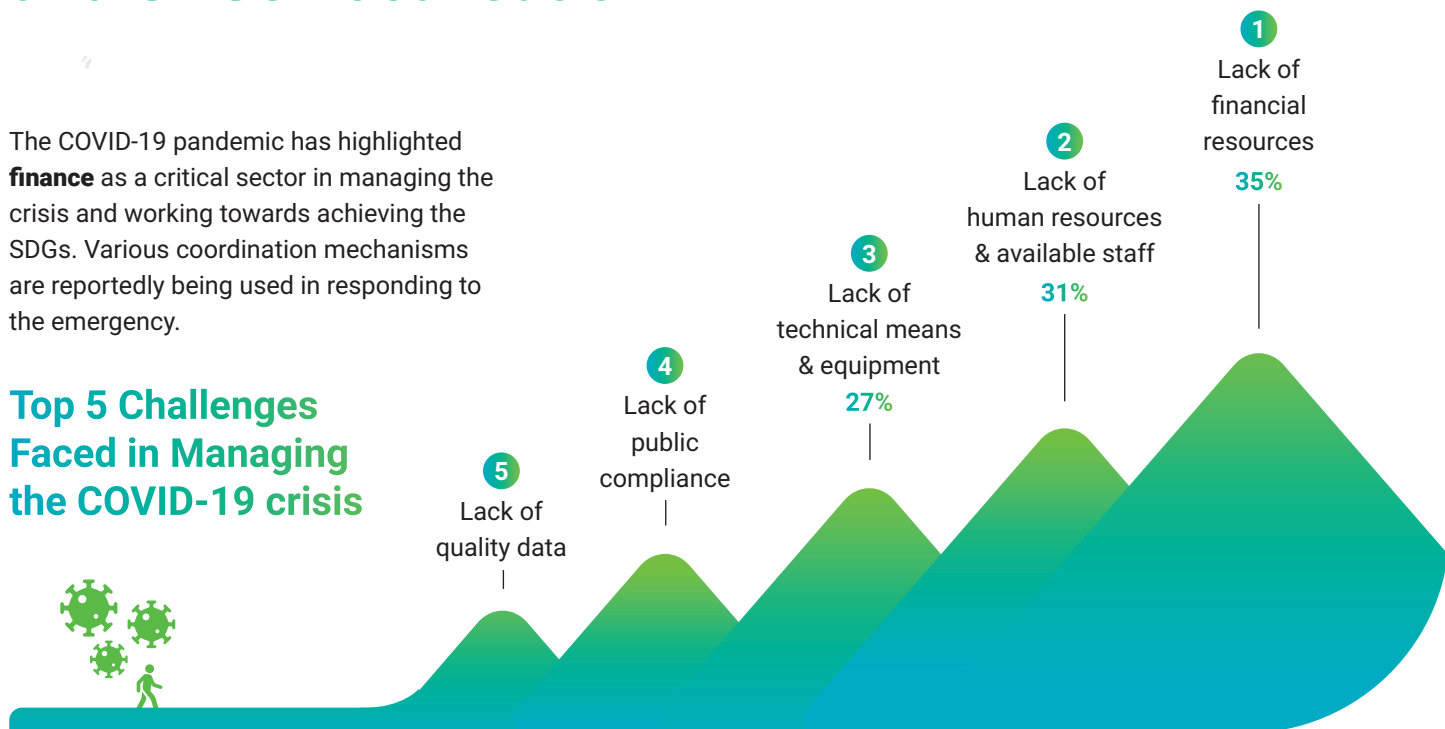 The COVID-19 pandemic has highlighted
finance as a critical sector in managing the
crisis and working towards achieving the
SDGs. Various coordination mechanisms
are reportedly being used in responding to
the emergency.
Top 5 Challenges
Faced in Managing
the COVID-19 crisis
5
Lack of
quality data
4
Lack of
public
compliance
3
Lack of
technical means
& equipment
27%
2
Lack of
human resources
& available staff
31%
1
Lack of
financial
resources
35%